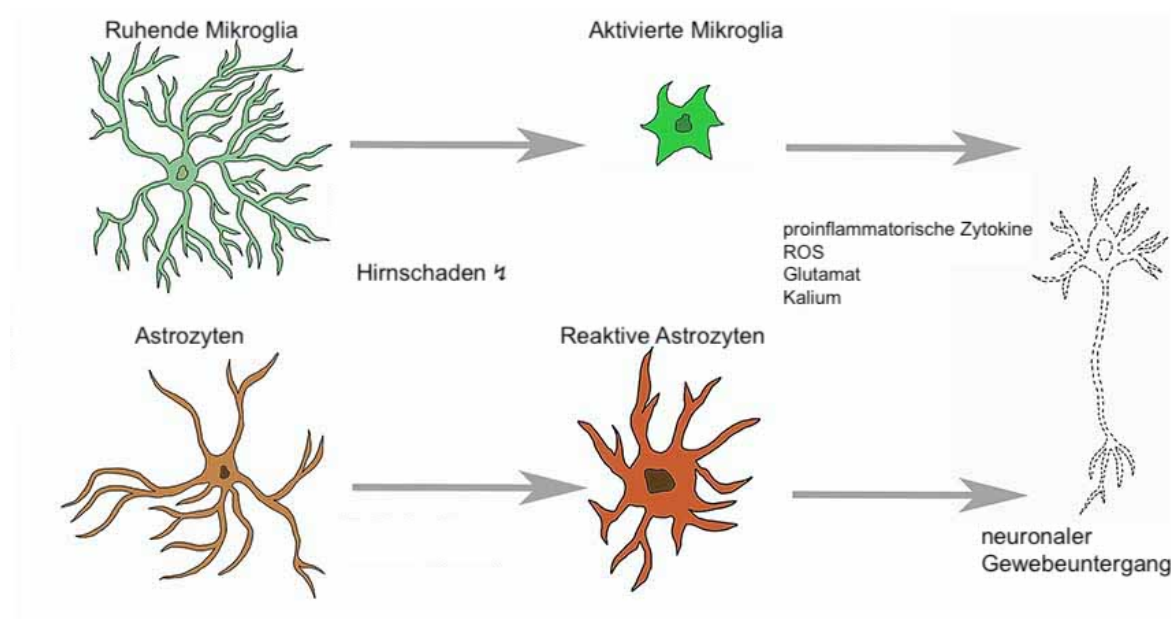 Ruhende Mikroglia
Aktivierte Mikroglia
proinflammatorische Zytokine
ROS
Glutamat
Kalium
Hirnschaden ↯
Astrozyten
Reaktive Astrozyten
neuronaler
Gewebeuntergang